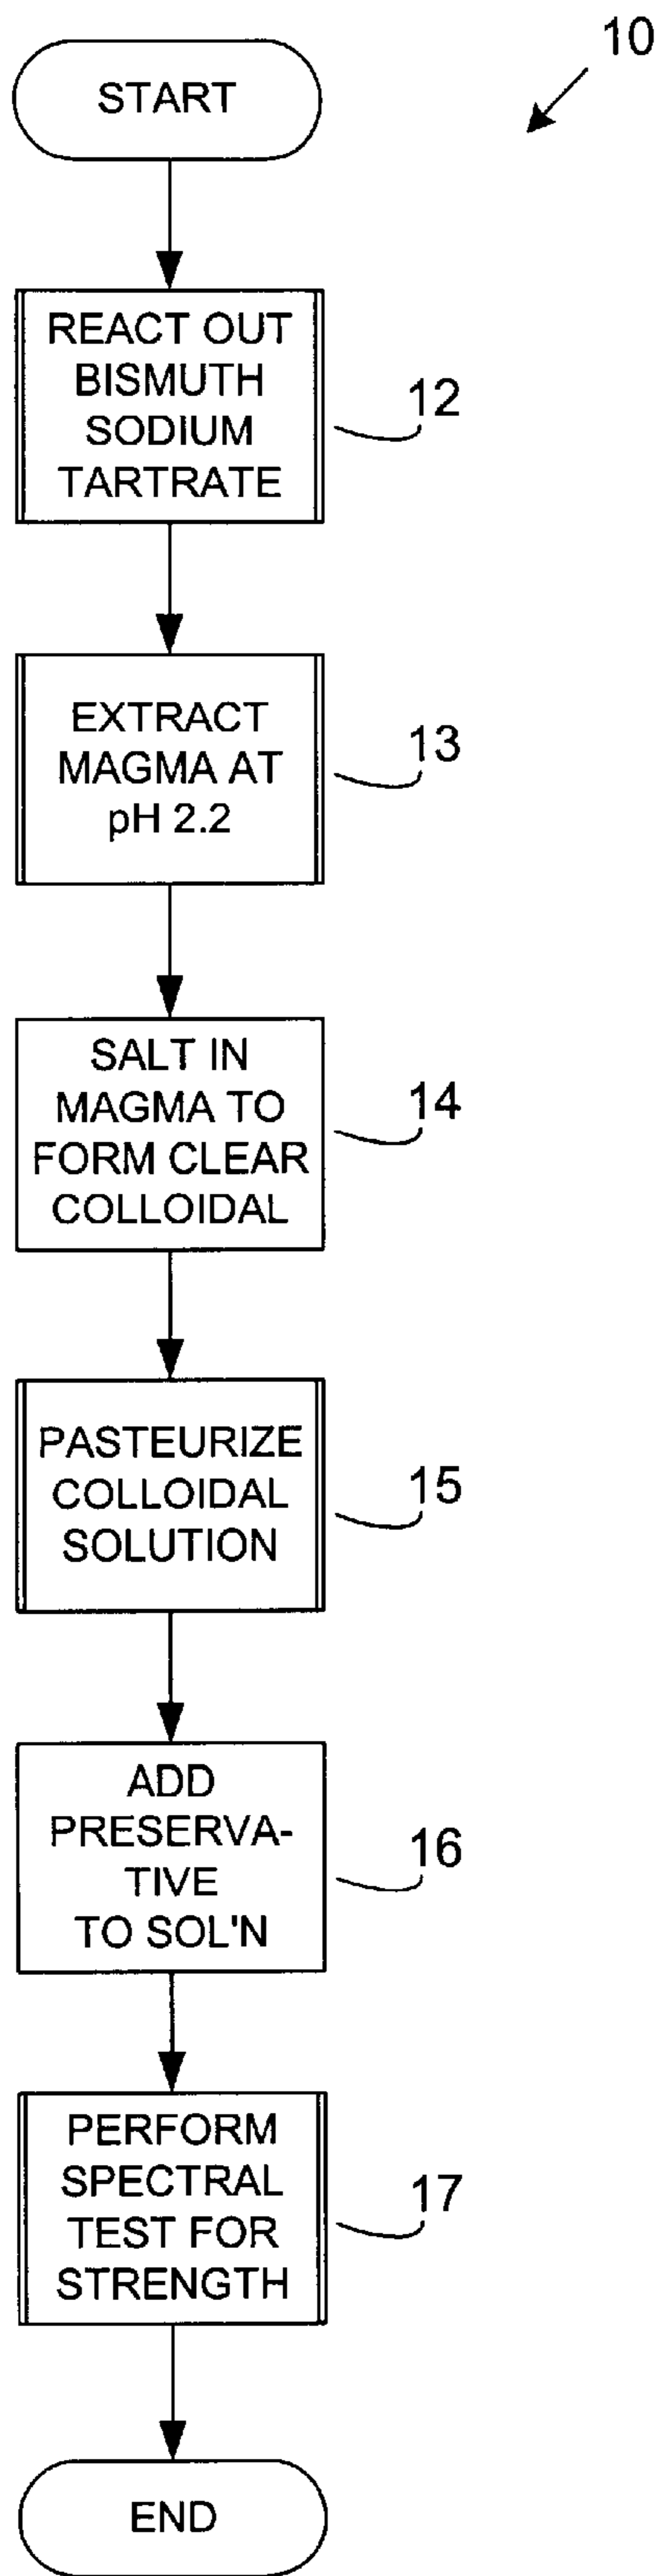 10
START
REACT OUT
BISMUTH
SODIUM
TARTRATE
12
EXTRACT
MAGMA AT
pH 2.2
13
SALT IN
MAGMA TO
FORM CLEAR
COLLOIDAL
14
PASTEURIZE
COLLOIDAL
SOLUTION
15
ADD
PRESERVA-
TIVE
TO SOL'N
16
PERFORM
SPECTRAL
TEST FOR
STRENGTH
17
END